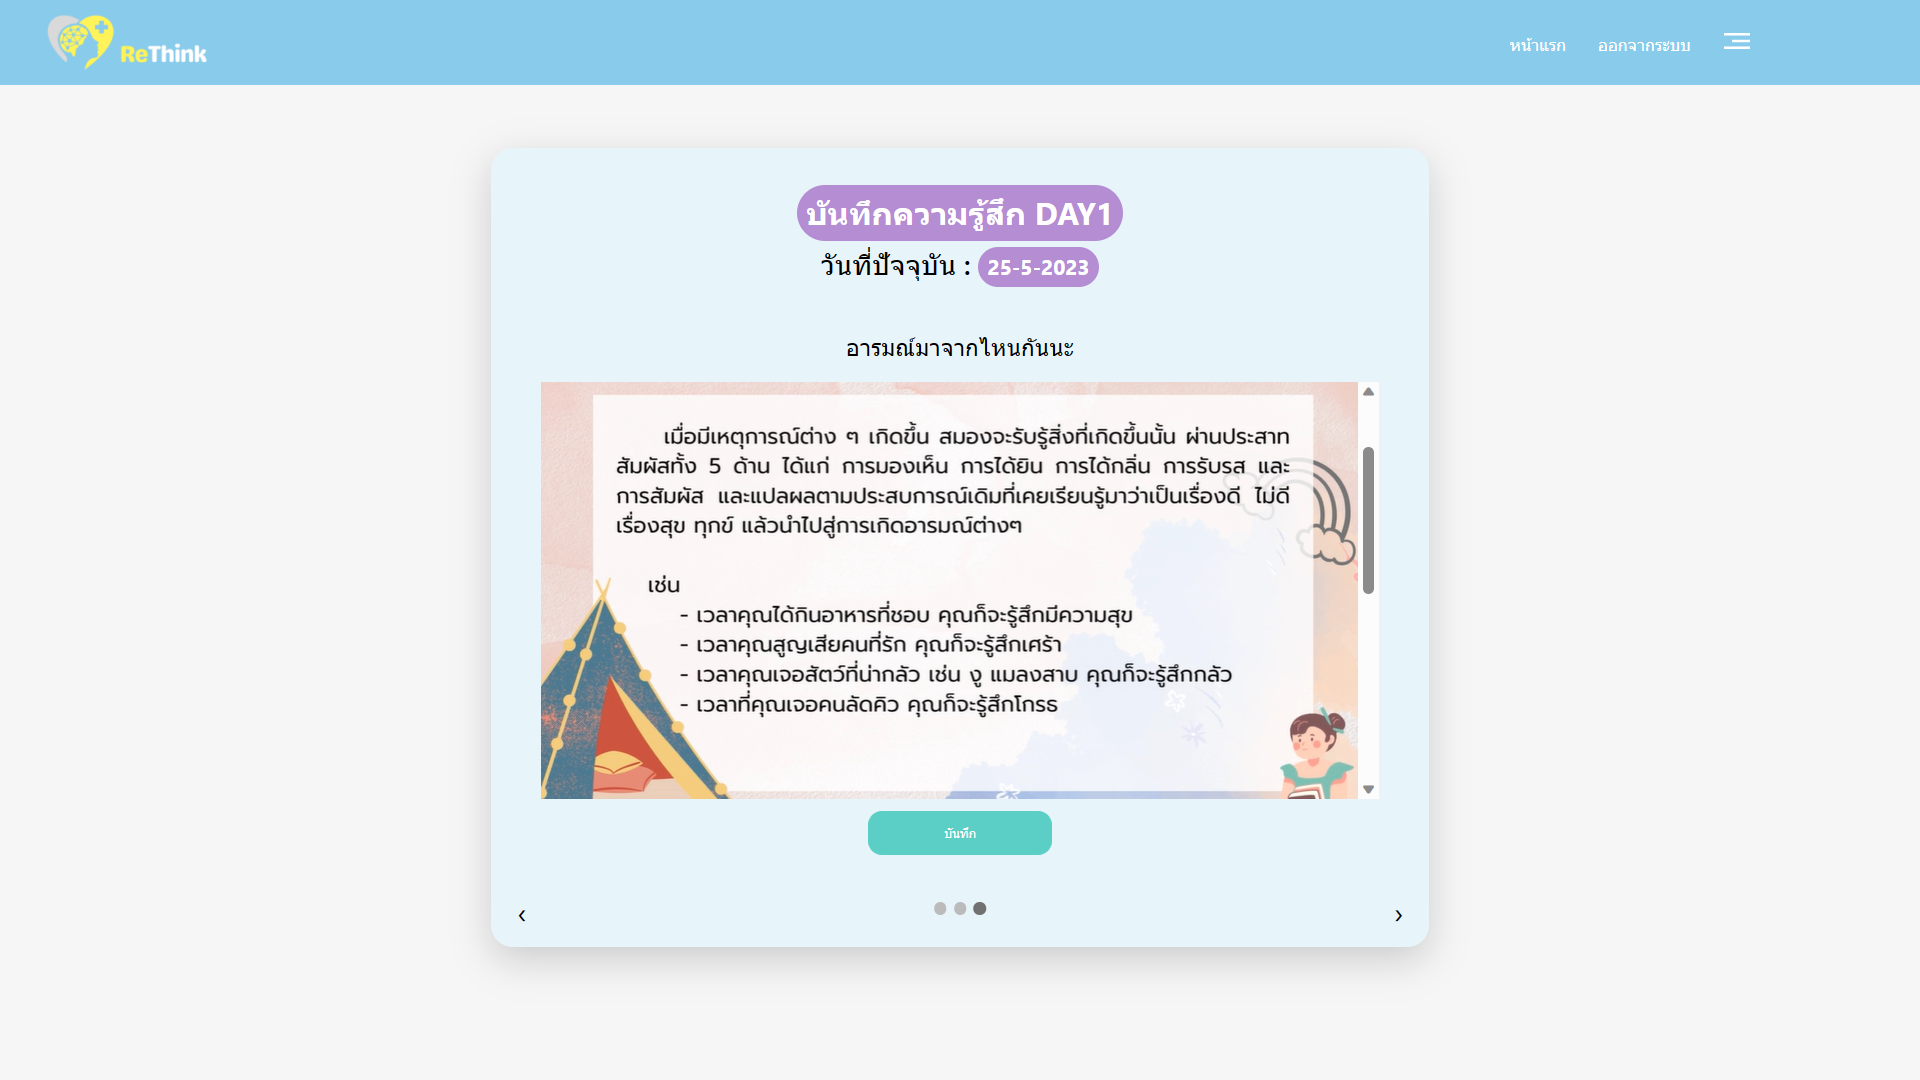 ReThink
หน้าแรก
ออกจากระบบ
บันทึกความรู้สึก DAY1
วันที่ปัจจุบัน : 25-5-2023
อารมณ์มาจากไหนกันนะ
เมื่อมีเหตุการณ์ต่าง ๆ เกิดขึ้น สมองจะรับรู้สิ่งที่เกิดขึ้นนั้น ผ่านประสาท
สัมผัสทั้ง 5 ด้าน ได้แก่ การมองเห็น การได้ยิน การได้กลิ่น การรับรส และ
การสัมผัส และแปลผลตามประสบการณ์เดิมที่เคยเรียนรู้มาว่าเป็นเรื่องดี ไม่ดี
เรื่องสุข ทุกข์ แล้วนำไปสู่การเกิดอารมณ์ต่างๆ
เช่น
- เวลาคุณได้กินอาหารที่ชอบ คุณก็จะรู้สึกมีความสุข
- เวลาคุณสูญเสียคนที่รัก คุณก็จะรู้สึกเศร้า
- เวลาคุณเจอสัตว์ที่น่ากลัว เช่น งู แมลงสาบ คุณก็จะรู้สึกกลัว
- เวลาที่คุณเจอคนลัดคิว คุณก็จะรู้สึกโกรธ
บันทึก
‹
›